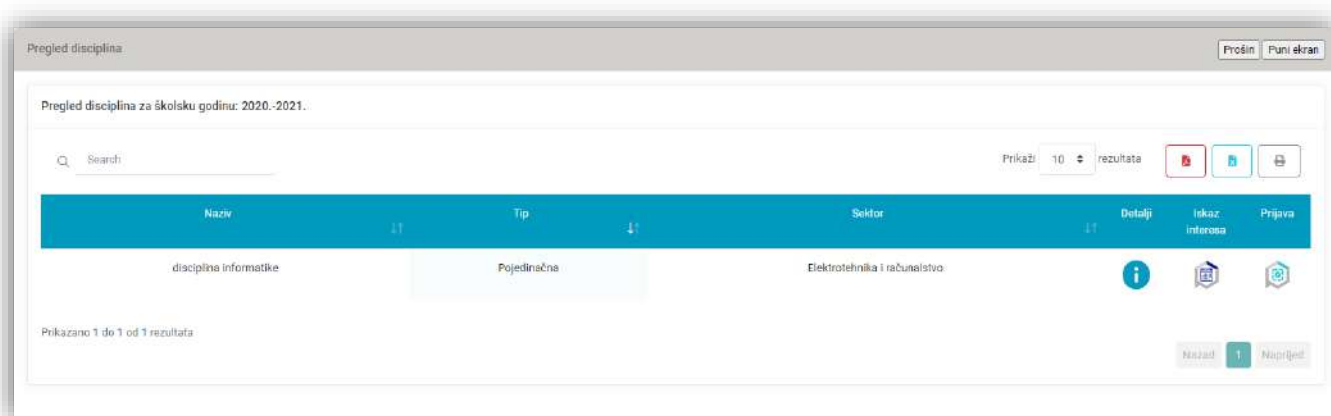 Pregled disciplina
Prošin Puni ekran
Pregled disciplina za školsku godinu: 2020.-2021.
Search
Prikaži 10 rezultata
Naziv Tip Sektor Detalji Iskaz interesa Prijava
disciplina informatike Pojedinačna Elektrotehnika i računalstvo
Prikazano 1 do 1 od 1 rezultata
Nazad 1 Naprijed